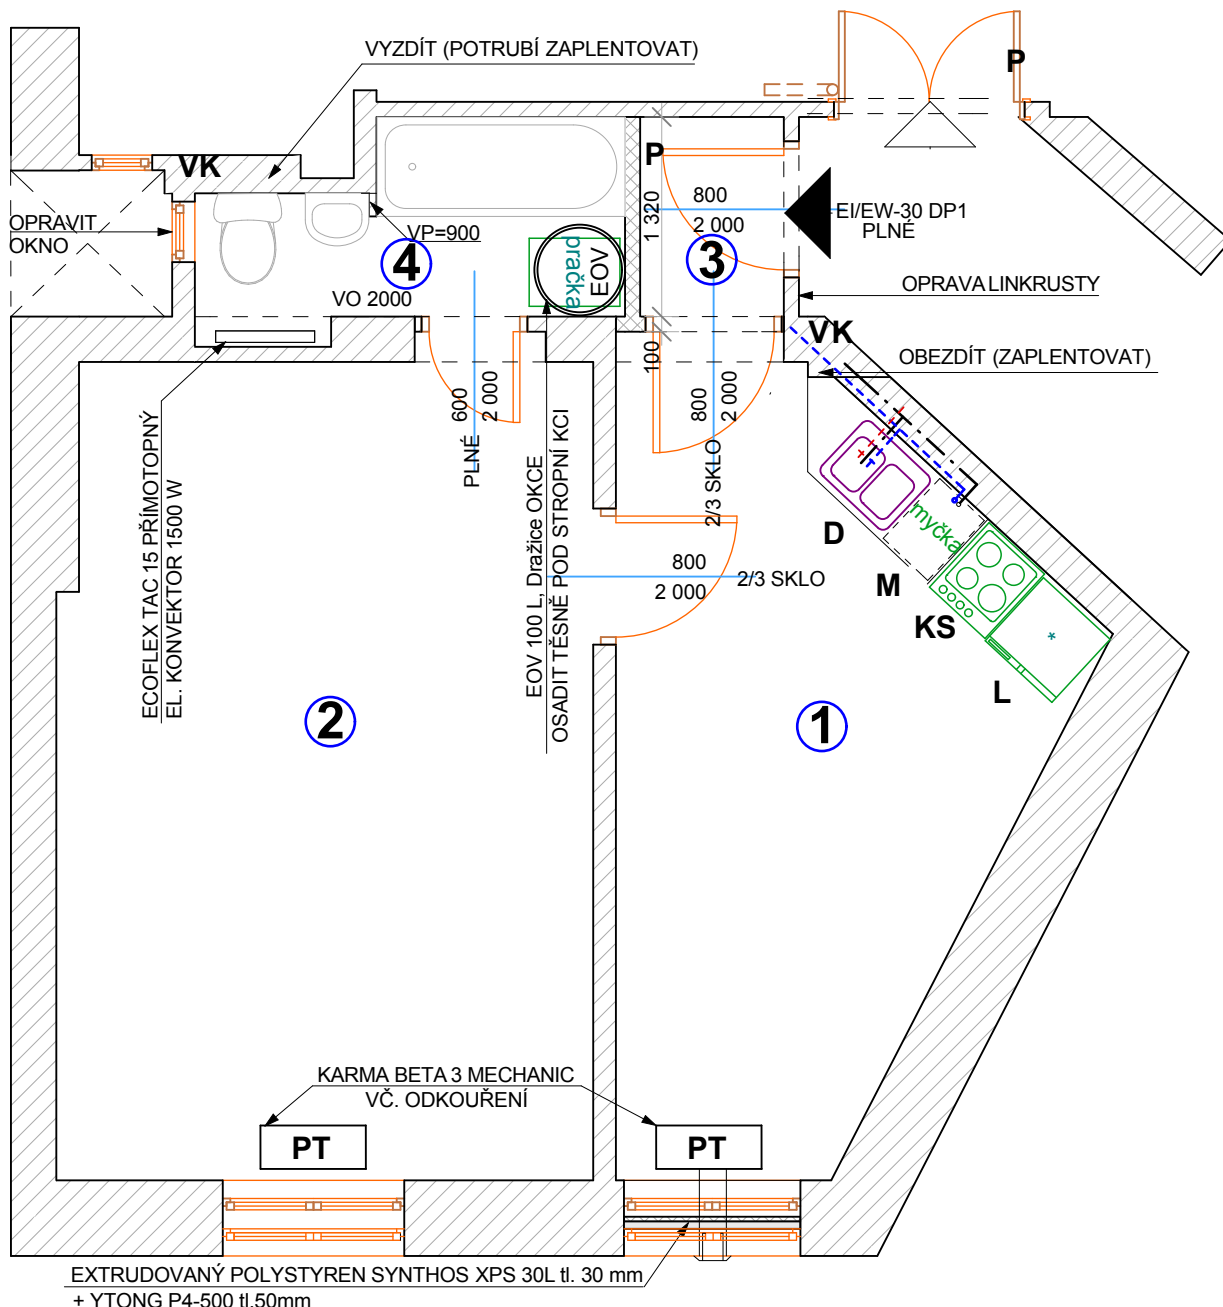 VYZDÍT (POTRUBÍ ZAPLENTOVAT)
P
VK
P
OPRAVIT
OKNO
VP=900
4
VO 2000
pračka
EOV
1 320
100
800
2 000
3
EI/EW-30 DP1
PLNÉ
OPRAVA LINKRUSTY
VK
OBEZDÍT (ZAPLENTOVAT)
600
2 000
PLNÉ
800
2 000
2/3 SKLO
ECOFLEX TAC 15 PŘÍMOTOPNÝ
EL. KONVEKTOR 1500 W
EOV 100 L, Dražice OKCE
OSADIT TĚSNĚ POD STROPNÍ KCI
800
2 000
2/3 SKLO
D
myčka
M
KS
*
L
2
1
KARMA BETA 3 MECHANIC
VČ. ODKOUŘENÍ
PT
PT
EXTRUDOVANÝ POLYSTYREN SYNTHOS XPS 30L tl. 30 mm
+ YTONG P4-500 tl.50mm